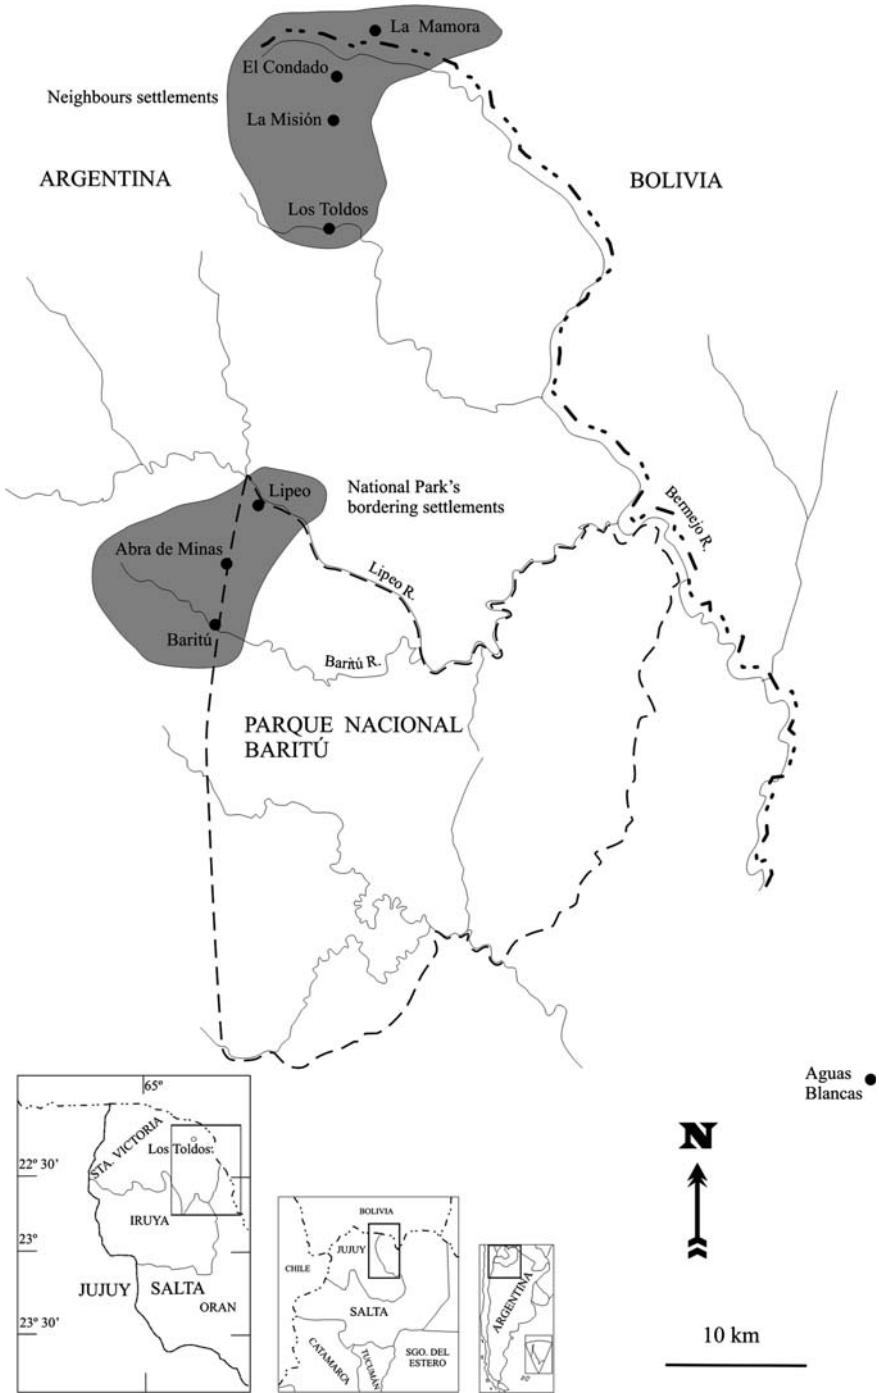 La Mamora
El Condado
Neighbours settlements
La Misión
ARGENTINA
BOLIVIA
Los Toldos
Lipeo
National Park's
bordering settlements
Bermejo R.
Abra de Minas
Lipeo R.
Baritú
Baritú R.
PARQUE NACIONAL
BARITÚ
Aguas
Blancas
65º
STA. VICTORIA
Los Toldos:
22º 30'
IRUYA
23º
JUJUY
SALTA
ORAN
23º 30'
BOLIVIA
JUJUY
CHILE
SALTA
CATAMARCA
TUCUMÁN
SGO. DEL
ESTERO
ARGENTINA
N
10 km